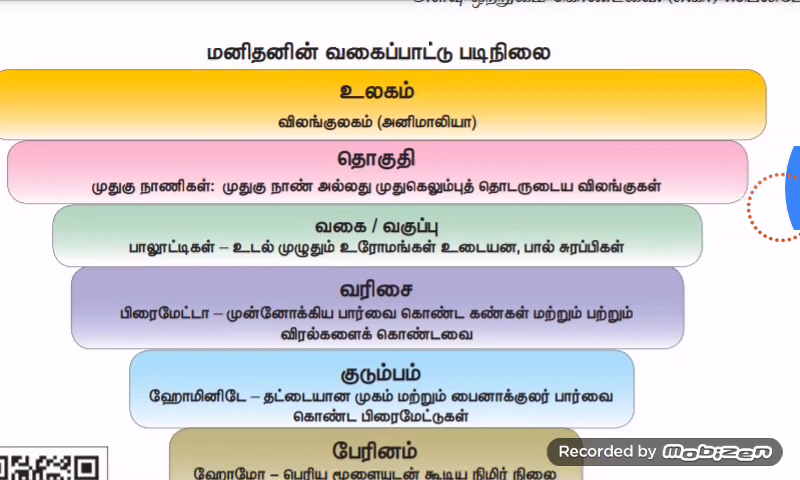 மனிதனின் வகைப்பாட்டு படிநிலை
உலகம்
விலங்குலகம் (அனிமாலியா)
தொகுதி
முதுகு நாணிகள்: முதுகு நாண் அல்லது முதுகெலும்புத் தொடருடைய விலங்குகள்
வகை / வகுப்பு
பாலூட்டிகள் – உடல் முழுதும் உரோமங்கள் உடையன, பால் சுரப்பிகள்
வரிசை
பிரைமேட்டா – முன்னோக்கிய பார்வை கொண்ட கண்கள் மற்றும் பற்றும்
விரல்களைக் கொண்டவை
குடும்பம்
ஹோமினிடே – தட்டையான முகம் மற்றும் பைனாக்குலர் பார்வை
கொண்ட பிரைமேட்டுகள்
பேரினம்
ஹோமோ – பெரிய மூளையுடன் கூடிய நிமிர் நிலை
Recorded by mobizen